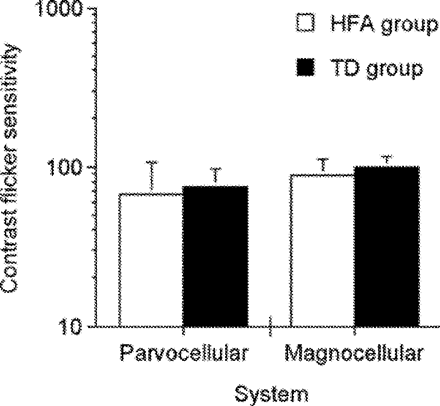 1000
HFA group
TD group
Contrast flicker sensitivity
100
10
Parvocellular
Magnocellular
System